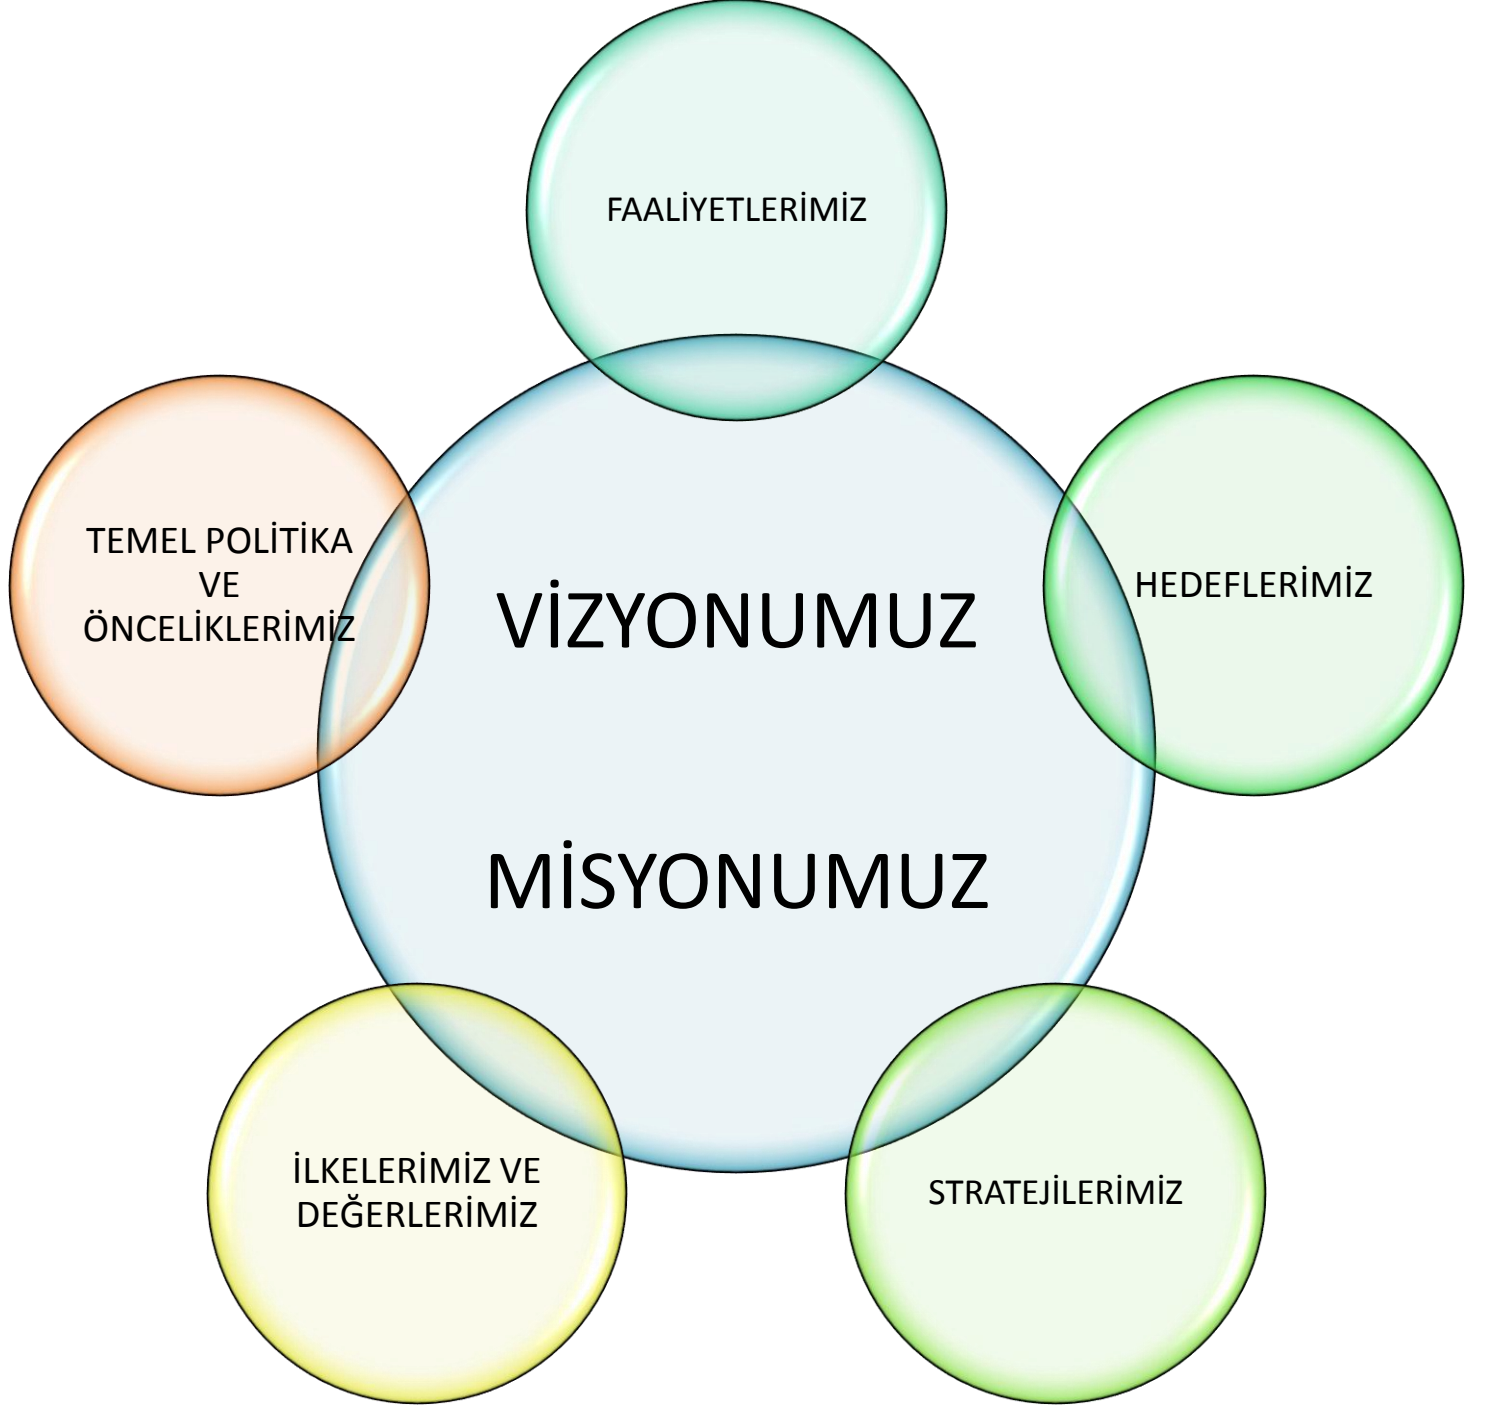 FAALİYETLERİMİZ
TEMEL POLİTİKA
VE
ÖNCELİKLERİMİZ
HEDEFLERİMİZ
VİZYONUMUZ
MİSYONUMUZ
İLKELERİMİZ VE
DEĞERLERİMİZ
STRATEJİLERİMİZ